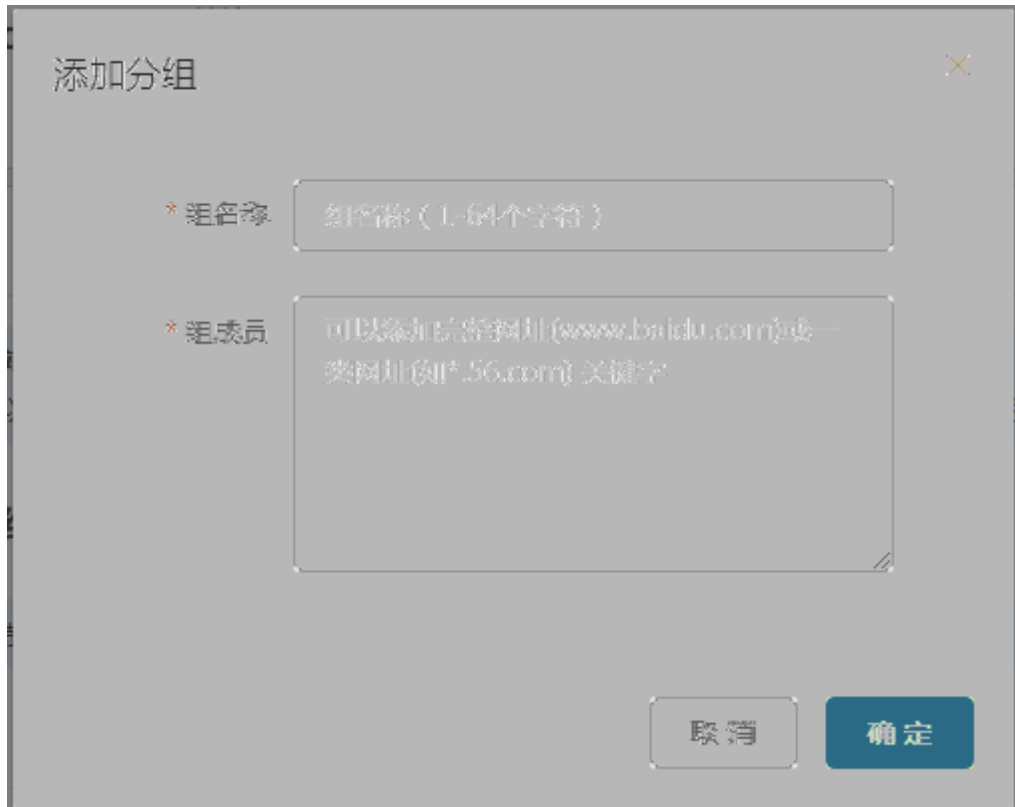 添加分组
* 组名称
组名称（1-64个字符）
* 组成员
可以添加完整网址(www.baidu.com)或一
类网址(如*.56.com) 关键字
取 消
确 定